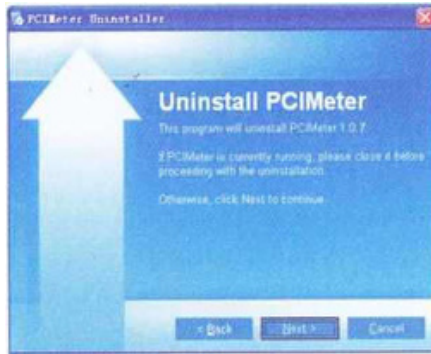 PCIMeter Uninstaller
Uninstall PCIMeter
This program will uninstall PCIMeter 1.0.7.
If PCIMeter is currently running, please close it before
proceeding with the uninstallation.
Otherwise, click Next to continue.
< Back
Next >
Cancel